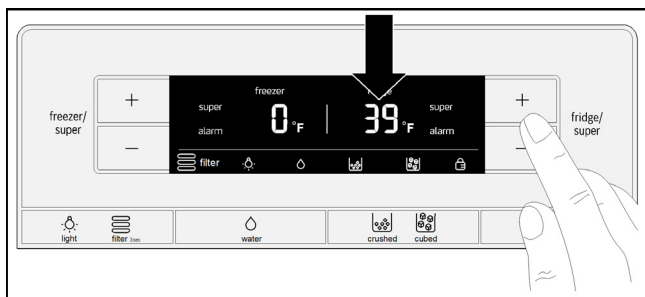 freezer/
super
+
−
freezer
super
alarm
0 °F
39 °F
super
alarm
filter
+
−
fridge/
super
light
filter
water
crushed
cubed